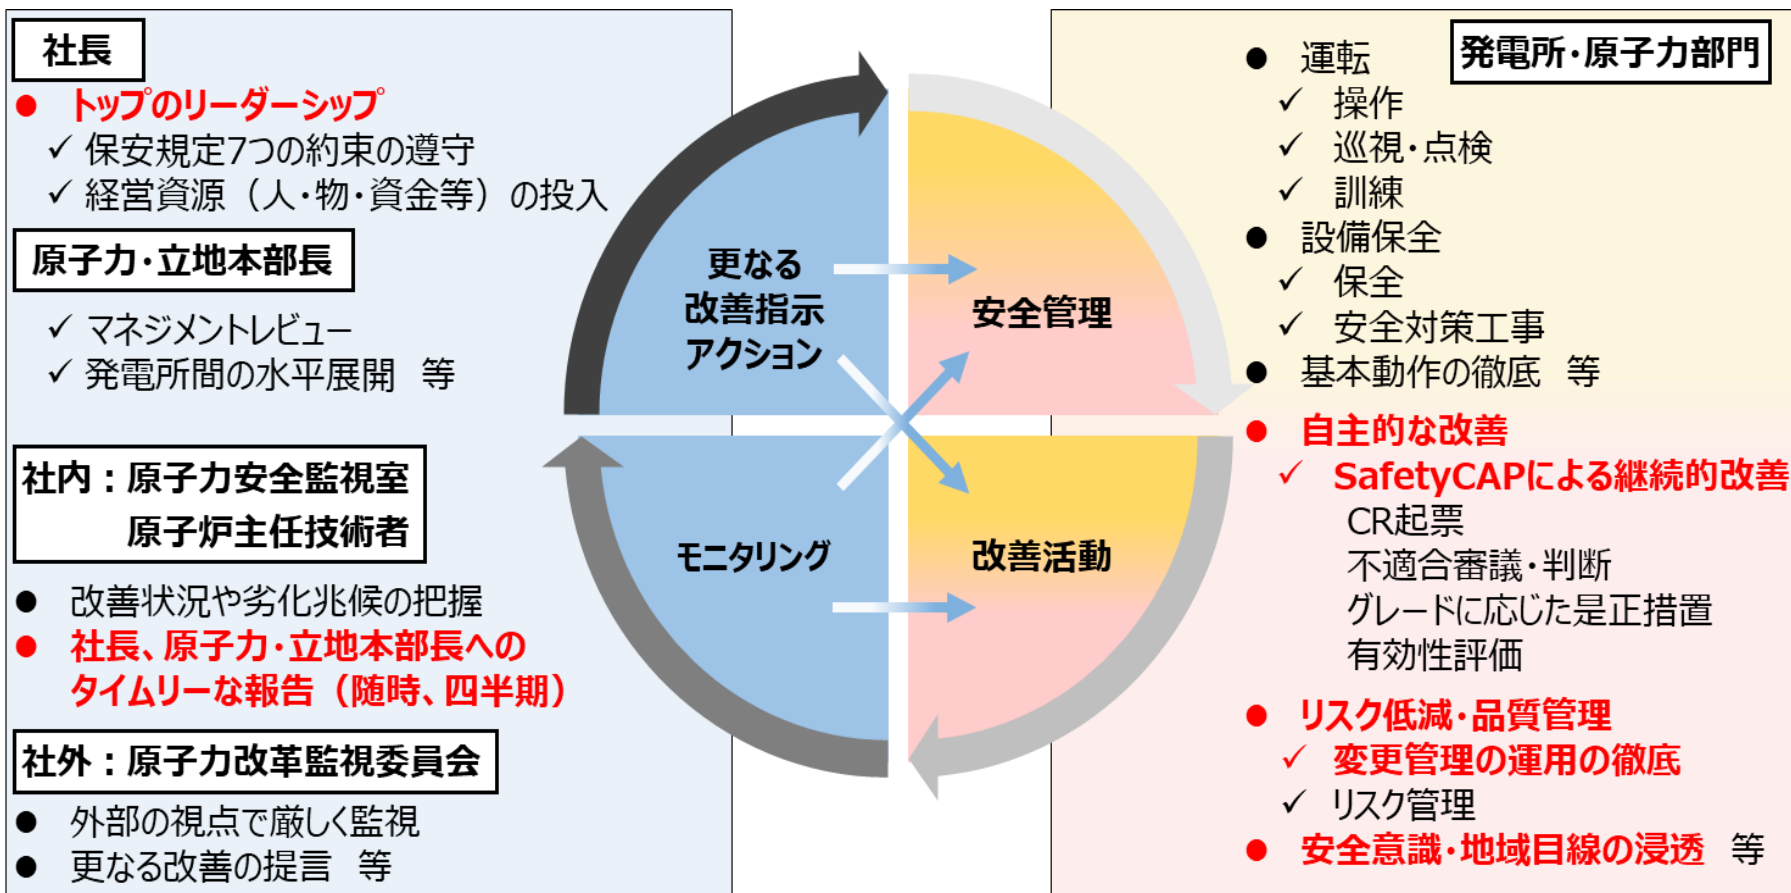 社長
● トップのリーダーシップ
✓ 保安規定7つの約束の遵守
✓ 経営資源（人・物・資金等）の投入
原子力・立地本部長
✓ マネジメントレビュー
✓ 発電所間の水平展開 等
社内：原子力安全監視室
原子炉主任技術者
● 改善状況や劣化兆候の把握
● 社長、原子力・立地本部長への
タイムリーな報告（随時、四半期）
社外：原子力改革監視委員会
● 外部の視点で厳しく監視
● 更なる改善の提言 等
更なる
改善指示
アクション
安全管理
モニタリング
改善活動
発電所・原子力部門
● 運転
✓ 操作
✓ 巡視・点検
✓ 訓練
● 設備保全
✓ 保全
✓ 安全対策工事
● 基本動作の徹底 等
● 自主的な改善
✓ SafetyCAPによる継続的改善
CR起票
不適合審議・判断
グレードに応じた是正措置
有効性評価
● リスク低減・品質管理
✓ 変更管理の運用の徹底
✓ リスク管理
● 安全意識・地域目線の浸透 等